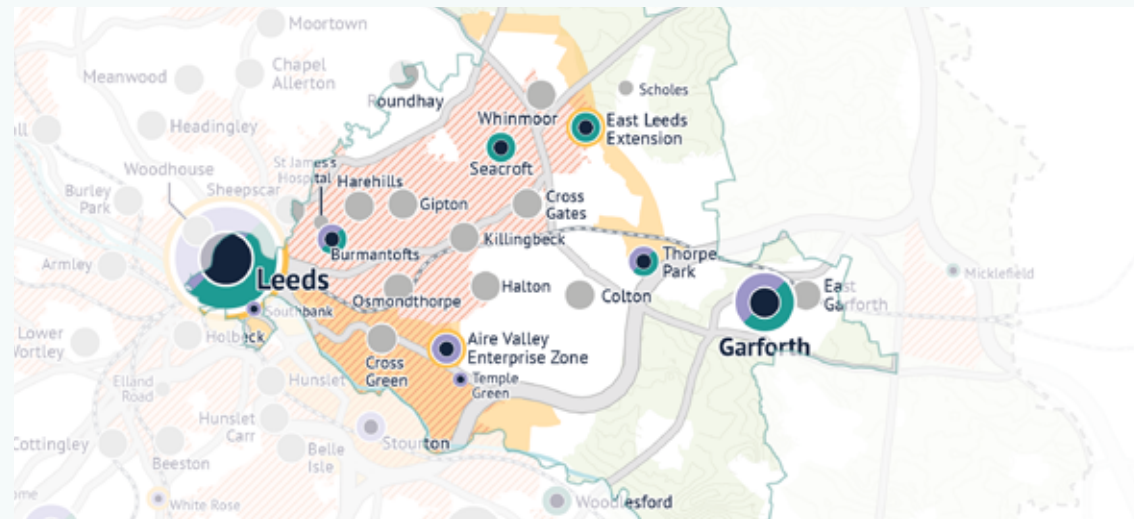 Moortown
Meanwood
Chapel
Allerton
Roundhay
Scholes
Whinmoor
East Leeds
Extension
Headingley
Seacroft
Woodhouse
St James's
Hospital
Harehills
Burley
Park
Sheepscar
Gipton
Cross
Gates
Killingbeck
Burmantofts
Thorpe
Park
Armley
Leeds
Micklefield
Osmondthorpe
Halton
Colton
East
Garforth
Southbank
Lower
Wortley
Holbeck
Garforth
Aire Valley
Enterprise Zone
Cross
Green
Temple
Green
Elland
Road
Hunslet
Hunslet
Carr
Stourton
Cottingley
Beeston
Belle
Isle
White Rose
Woodlesford